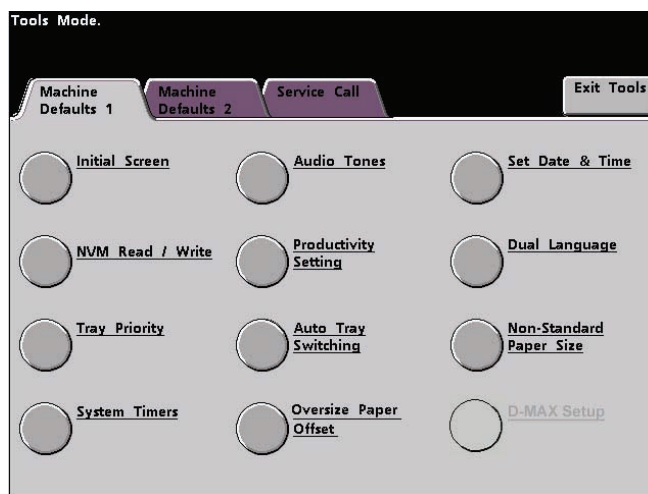 Tools Mode.
Machine
Defaults 1
Machine
Defaults 2
Service Call
Exit Tools
Initial Screen
Audio Tones
Set Date & Time
NVM Read / Write
Productivity
Setting
Dual Language
Tray Priority
Auto Tray
Switching
Non-Standard
Paper Size
System Timers
Oversize Paper
Offset
D-MAX Setup